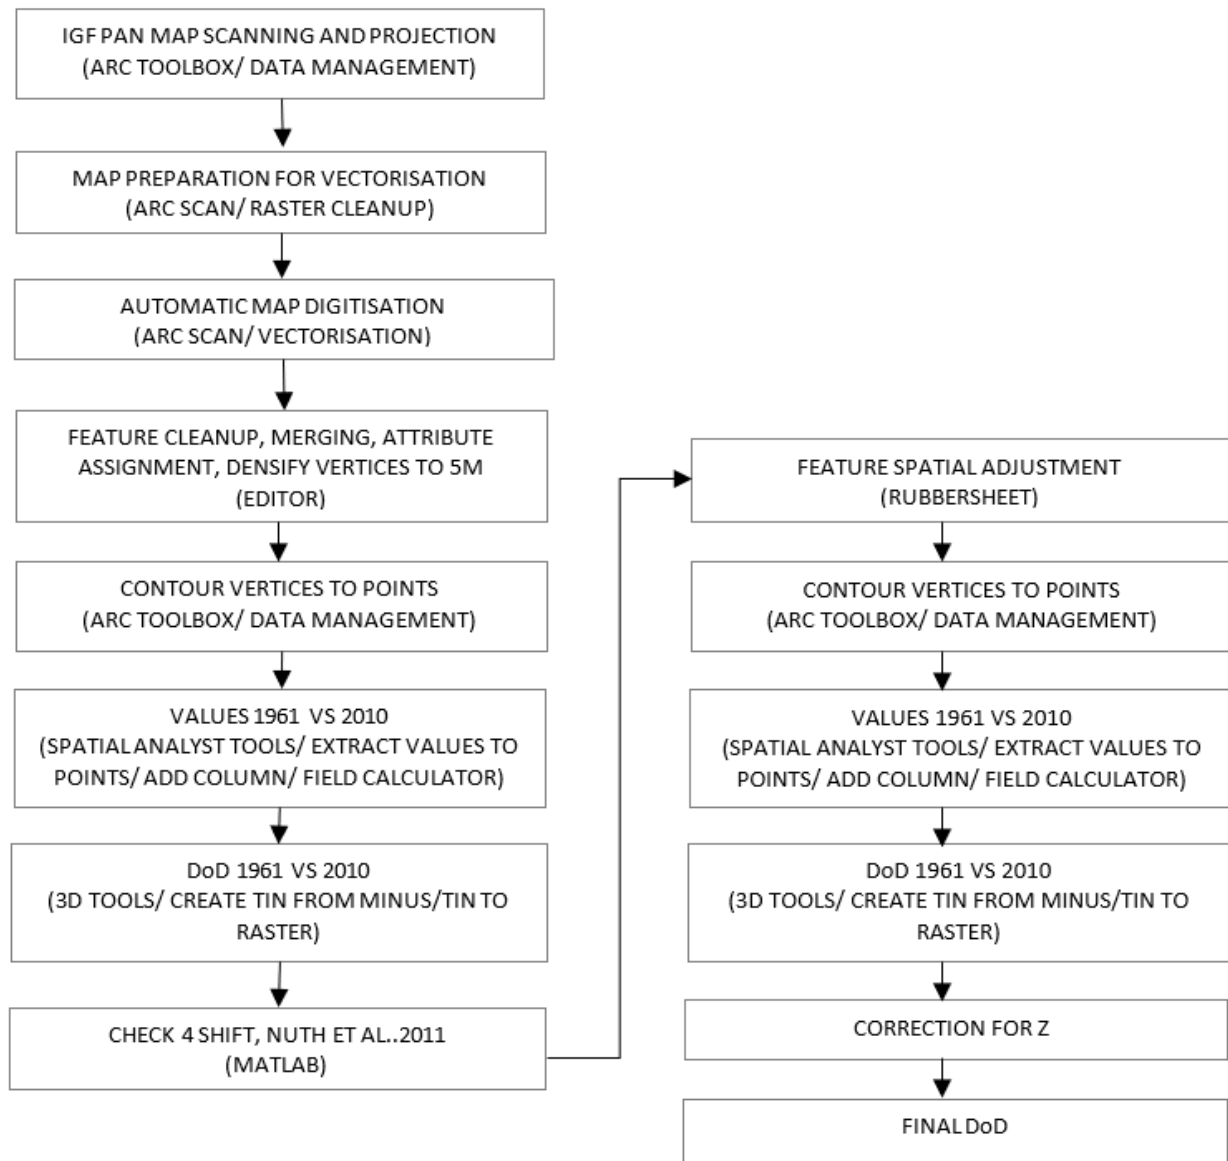 IGF PAN MAP SCANNING AND PROJECTION
(ARC TOOLBOX/ DATA MANAGEMENT)
MAP PREPARATION FOR VECTORISATION
(ARC SCAN/ RASTER CLEANUP)
AUTOMATIC MAP DIGITISATION
(ARC SCAN/ VECTORISATION)
FEATURE CLEANUP, MERGING, ATTRIBUTE
ASSIGNMENT, DENSIFY VERTICES TO 5M
(EDITOR)
CONTOUR VERTICES TO POINTS
(ARC TOOLBOX/ DATA MANAGEMENT)
VALUES 1961 VS 2010
(SPATIAL ANALYST TOOLS/ EXTRACT VALUES TO
POINTS/ ADD COLUMN/ FIELD CALCULATOR)
DoD 1961 VS 2010
(3D TOOLS/ CREATE TIN FROM MINUS/TIN TO
RASTER)
CHECK 4 SHIFT, NUTH ET AL..2011
(MATLAB)
FEATURE SPATIAL ADJUSTMENT
(RUBBERSHEET)
CONTOUR VERTICES TO POINTS
(ARC TOOLBOX/ DATA MANAGEMENT)
VALUES 1961 VS 2010
(SPATIAL ANALYST TOOLS/ EXTRACT VALUES TO
POINTS/ ADD COLUMN/ FIELD CALCULATOR)
DoD 1961 VS 2010
(3D TOOLS/ CREATE TIN FROM MINUS/TIN TO
RASTER)
CORRECTION FOR Z
FINAL DoD